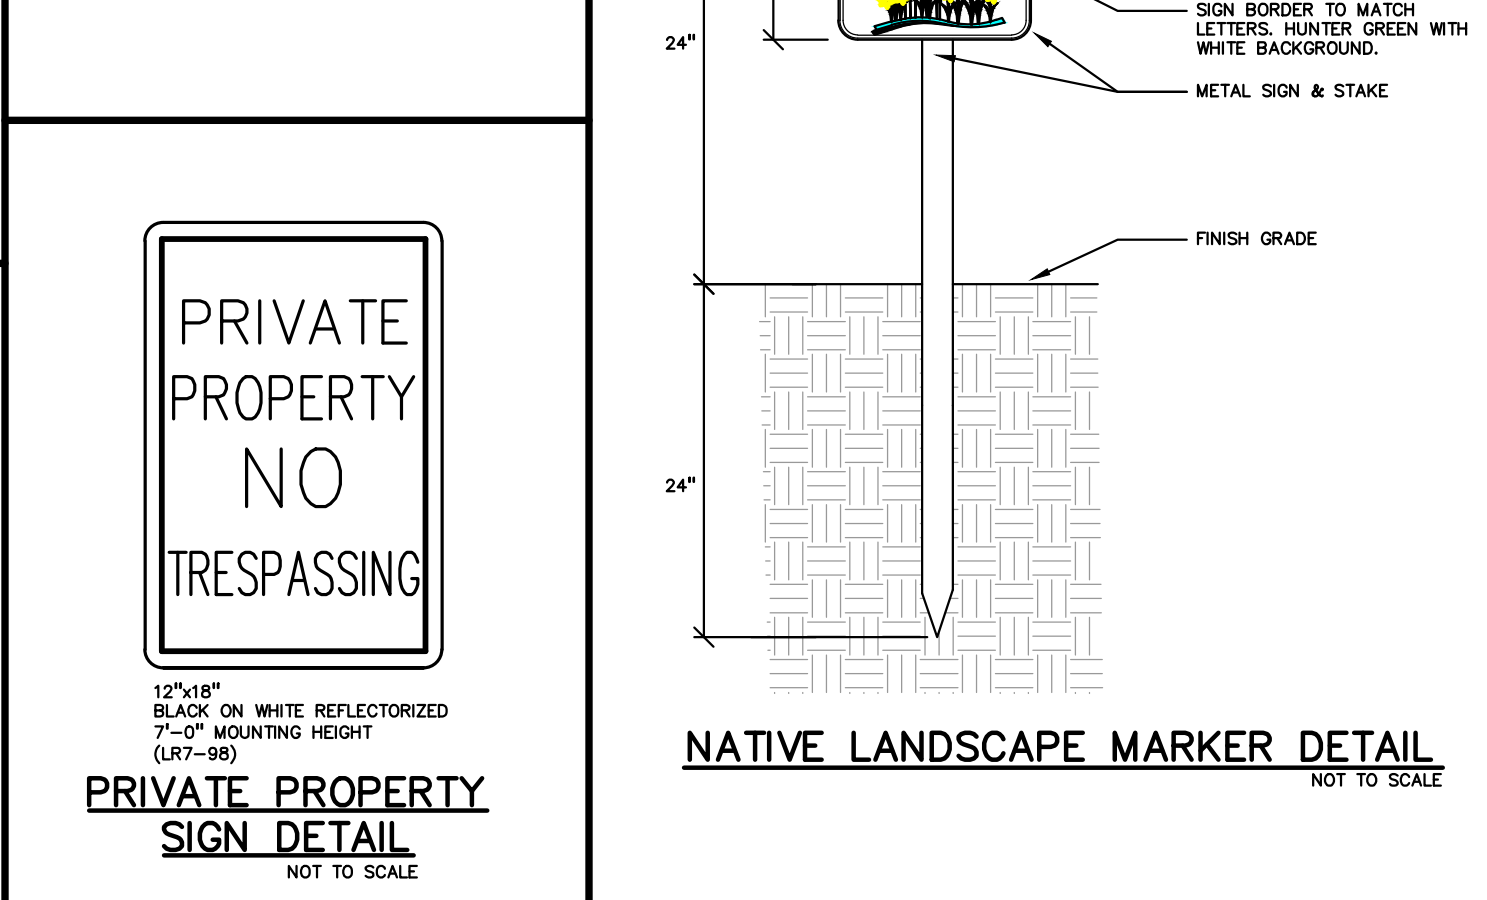 PRIVATE
PROPERTY
NO
TRESPASSING
12"x18"
BLACK ON WHITE REFLECTORIZED
7'-0" MOUNTING HEIGHT
(LR7-98)
PRIVATE PROPERTY
SIGN DETAIL
NOT TO SCALE
24"
SIGN BORDER TO MATCH
LETTERS. HUNTER GREEN WITH
WHITE BACKGROUND.
METAL SIGN & STAKE
FINISH GRADE
24"
NATIVE LANDSCAPE MARKER DETAIL
NOT TO SCALE